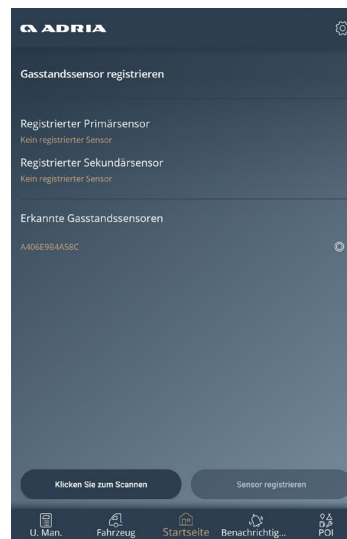 ADRIA
Gasstandssensor registrieren
Registrierter Primärsensor
Kein registrierter Sensor
Registrierter Sekundärsensor
Kein registrierter Sensor
Erkannte Gasstandssensoren
A406E9B4A58C
Klicken Sie zum Scannen
Sensor registrieren
U. Man.
Fahrzeug
Startseite
Benachrichtig...
POI